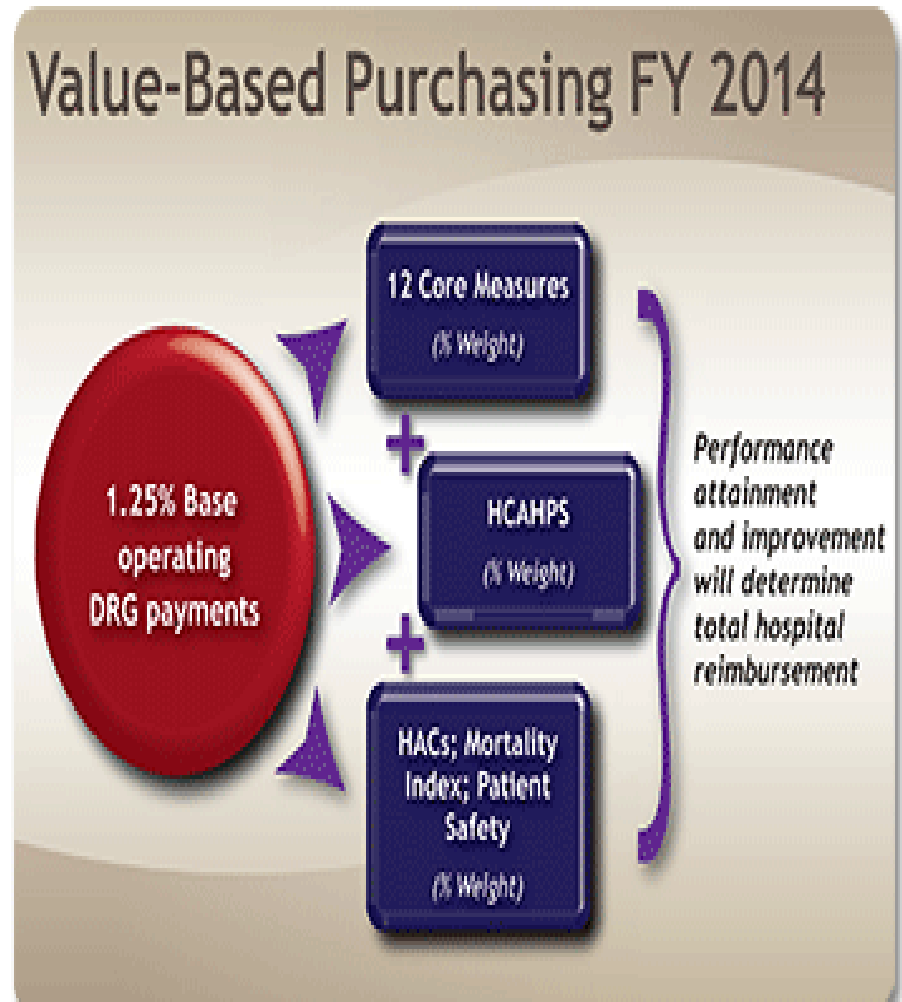 Value-Based Purchasing FY 2014
12 Core Measures
(% Weight)
+
1.25% Base
operating
DRG payments
HCAHPS
(% Weight)
+
HACs; Mortality
Index; Patient
Safety
(% Weight)
Performance
attainment
and improvement
will determine
total hospital
reimbursement